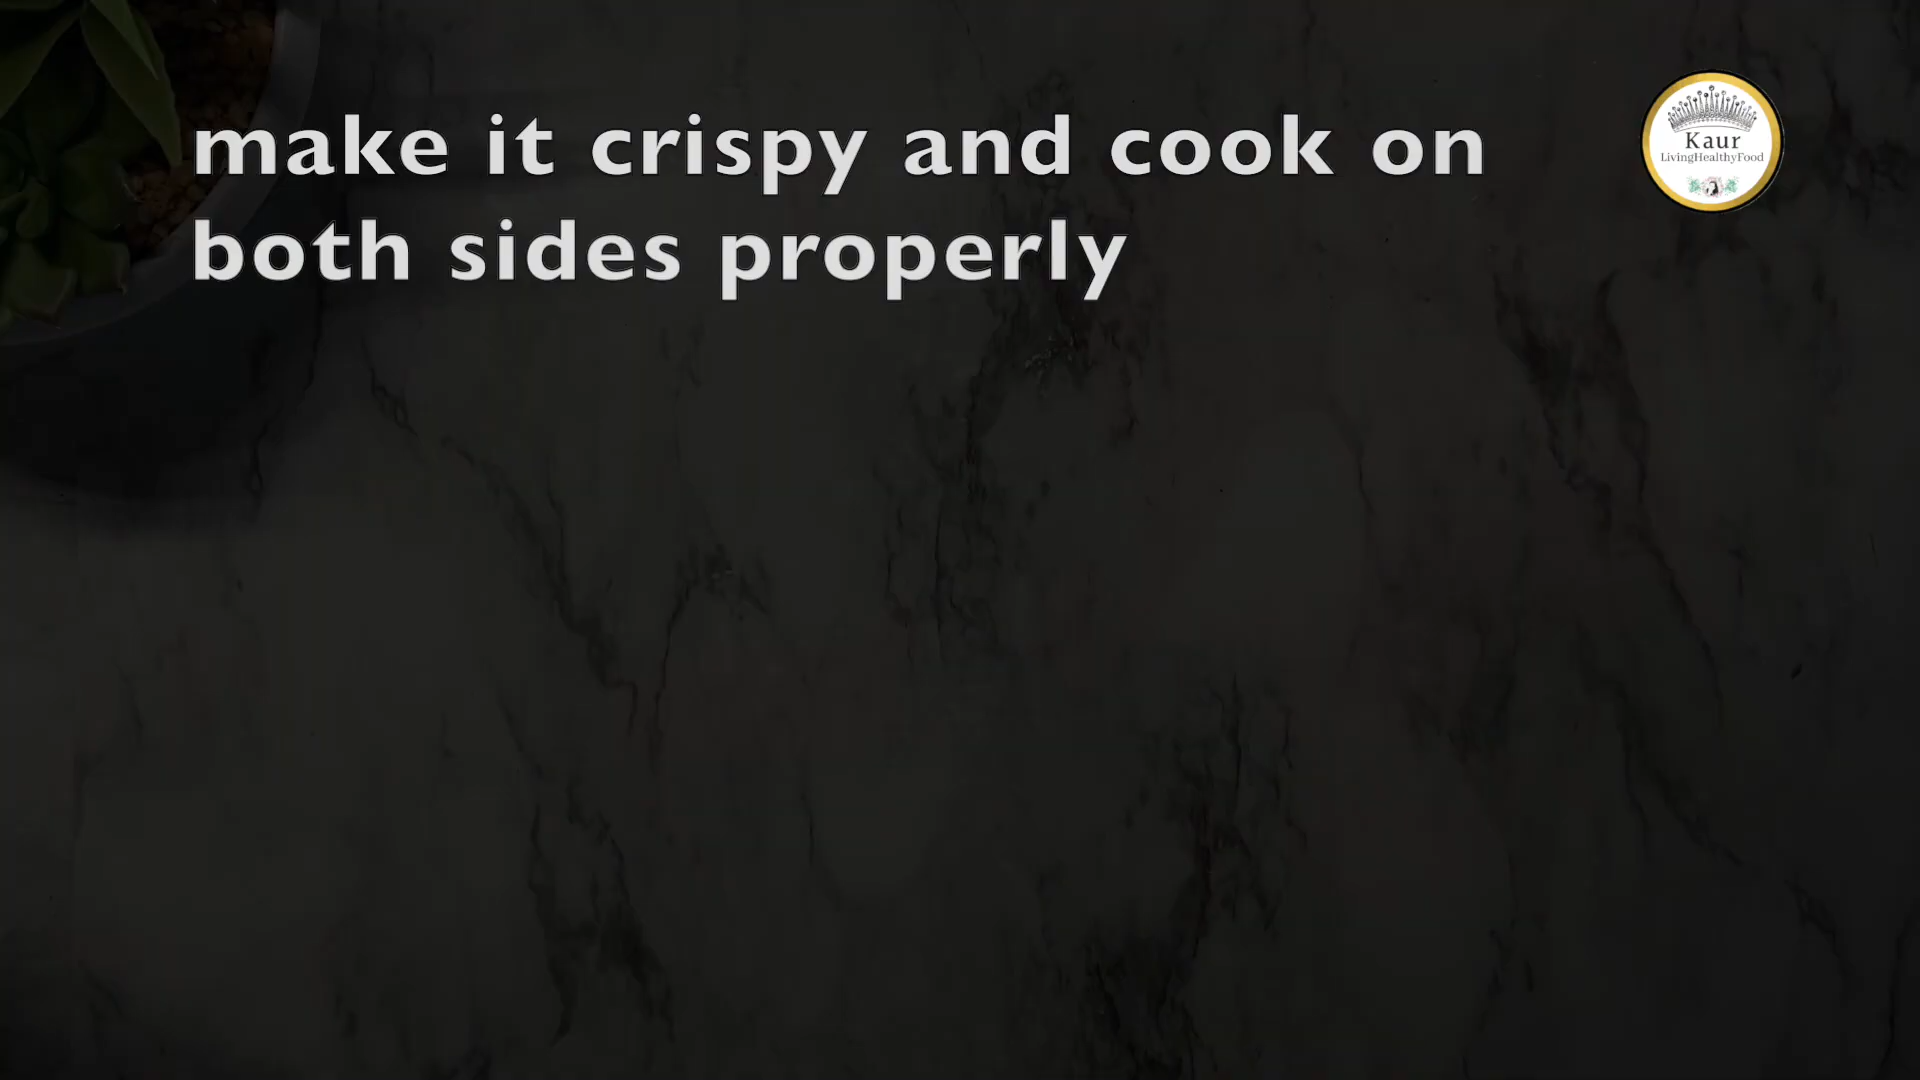 make it crispy and cook on
both sides properly
Kaur
LivingHealthyFood